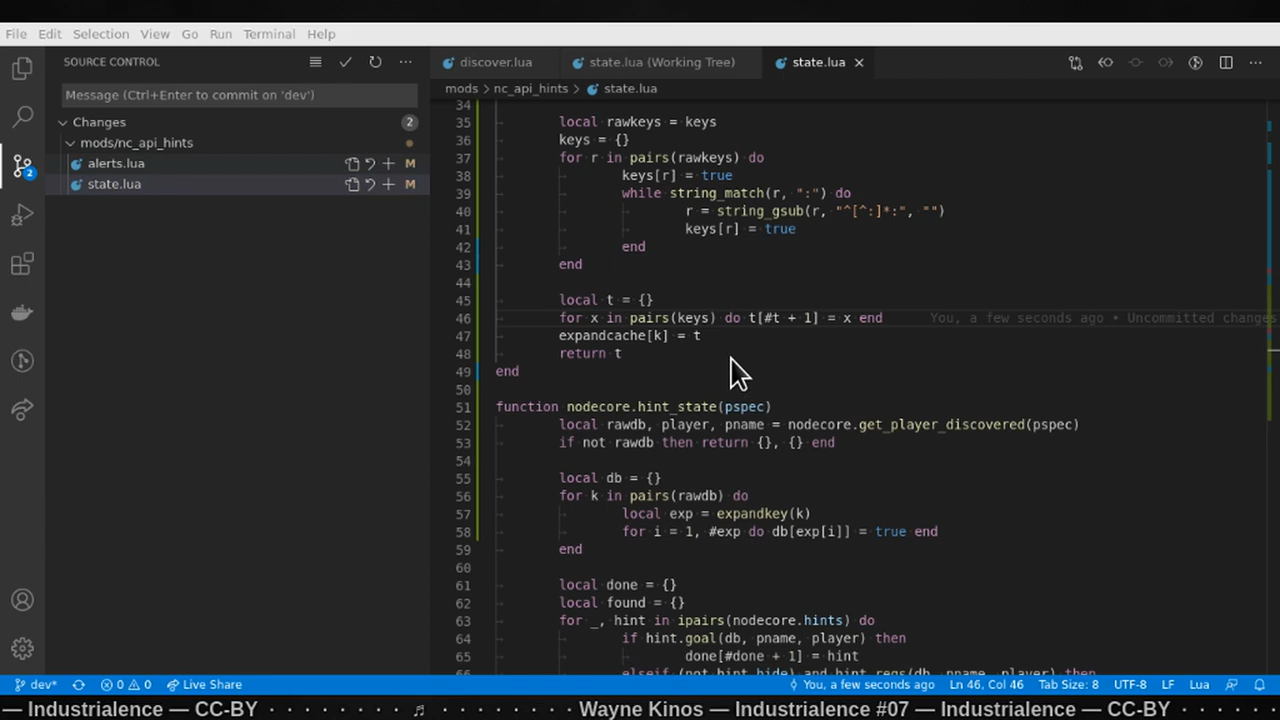 File Edit Selection View Go Run Terminal Help
SOURCE CONTROL
discover.lua state.lua (Working Tree) state.lua
Message (Ctrl+Enter to commit on 'dev')
mods > nc_api_hints > state.lua
Changes 2
mods/nc_api_hints
alerts.lua M
state.lua M
2
34
35 local rawkeys = keys
36 keys = {}
37 for r in pairs(rawkeys) do
38 keys[r] = true
39 while string_match(r, ":") do
40 r = string_gsub(r, "^[^:]*:", "")
41 keys[r] = true
42 end
43 end
44
45 local t = {}
46 for x in pairs(keys) do t[#t + 1] = x end You, a few seconds ago • Uncommitted changes
47 expandcache[k] = t
48 return t
49 end
50
51 function nodecore.hint_state(pspec)
52 local rawdb, player, pname = nodecore.get_player_discovered(pspec)
53 if not rawdb then return {}, {} end
54
55 local db = {}
56 for k in pairs(rawdb) do
57 local exp = expandkey(k)
58 for i = 1, #exp do db[exp[i]] = true end
59 end
60
61 local done = {}
62 local found = {}
63 for _, hint in ipairs(nodecore.hints) do
64 if hint.goal(db, pname, player) then
65 done[#done + 1] = hint
66 elseif (not hint.hide) and hint.reqs(db, pname, player) then
dev* 0 0 Live Share You, a few seconds ago Ln 46, Col 46 Tab Size: 8 UTF-8 LF Lua
— Industrialence — CC-BY · · · · · · · ♬ · · · · · · · Wayne Kinos — Industrialence #07 — Industrialence — CC-BY · · · · ·